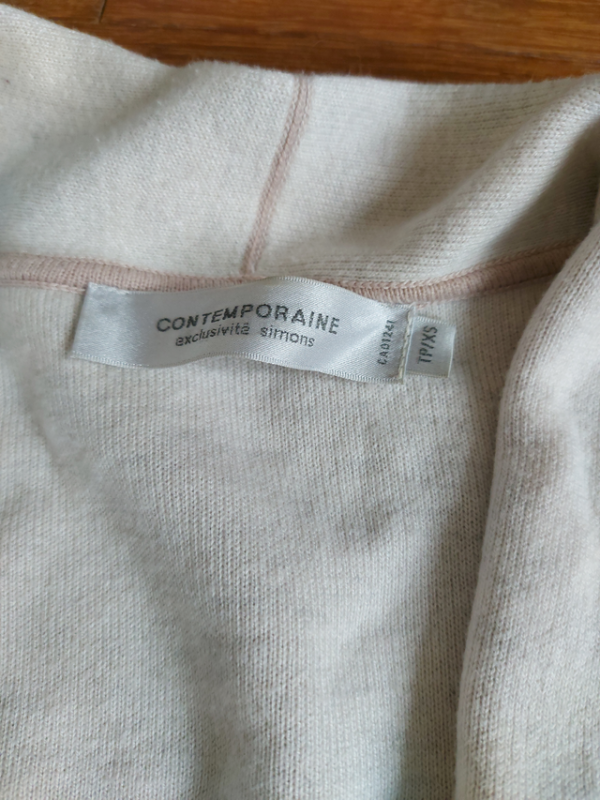 CONTEMPORAINE
exclusivité simons
CA01241
TP/XS